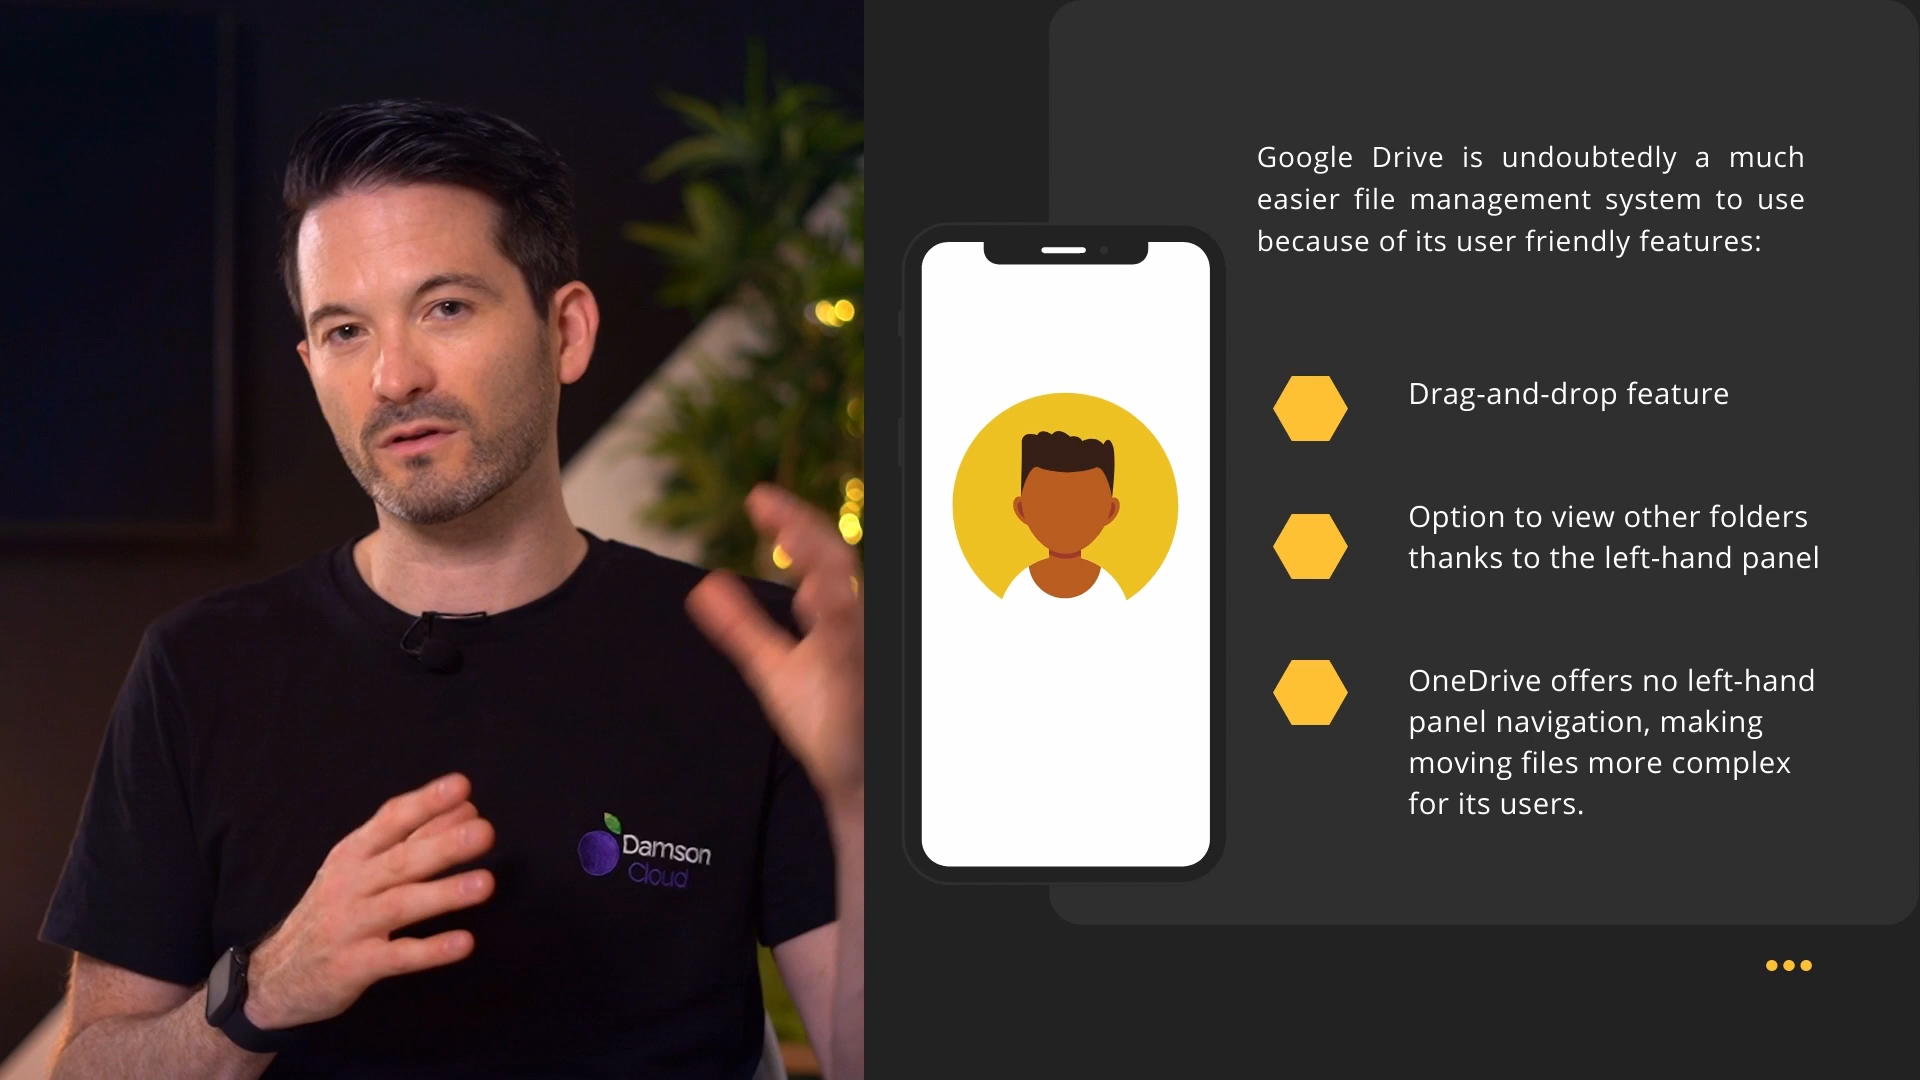 Google Drive is undoubtedly a much
easier file management system to use
because of its user friendly features:
Drag-and-drop feature
Option to view other folders
thanks to the left-hand panel
OneDrive offers no left-hand
panel navigation, making
moving files more complex
for its users.
Damson
Cloud